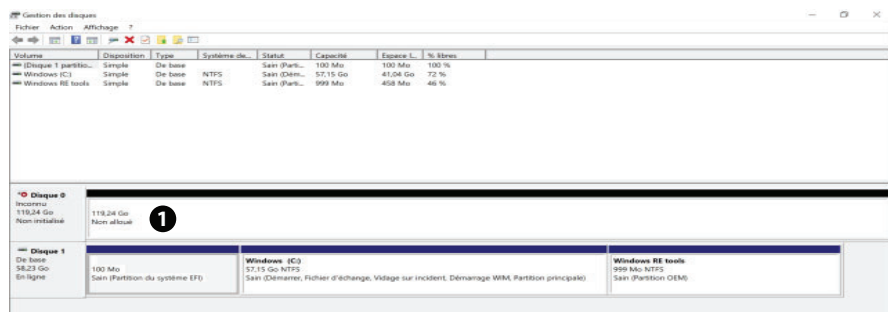 Gestion des disques
Fichier Action Affichage ?
Volume Disposition Type Système de... Statut Capacité Espace l... % libres
(Disque 1 partitio... Simple De base Sain (Parti... 100 Mo 100 Mo 100 %
Windows (C:) Simple De base NTFS Sain (Dém... 57,15 Go 41,04 Go 72 %
Windows RE tools Simple De base NTFS Sain (Parti... 999 Mo 458 Mo 46 %
Disque 0
Inconnu
119,24 Go
Non initialisé
119,24 Go
Non alloué
1
Disque 1
De base
58,23 Go
En ligne
100 Mo
Sain (Partition du système EFI)
Windows (C:)
57,15 Go NTFS
Sain (Démarrer, Fichier d'échange, Vidage sur incident, Démarrage WIM, Partition principale)
Windows RE tools
999 Mo NTFS
Sain (Partition OEM)